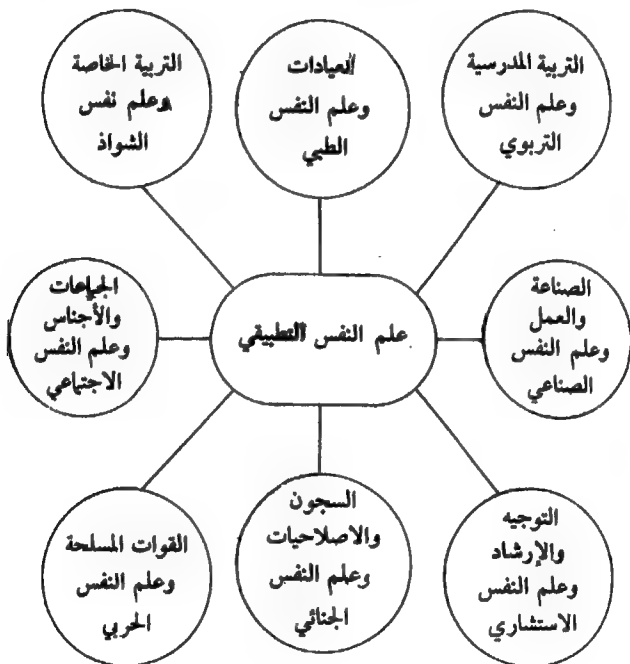 التربية المدرسية
وعلم النفس
التربوي
العيادات
وعلم النفس
الطبي
التربية الخاصة
وعلم نفس
الشواذ
الصناعة
والعمل
وعلم النفس
الصناعي
علم النفس التطبيقي
الجماعات
والأجناس
وعلم النفس
الاجتماعي
التوجيه
والإرشاد
وعلم النفس
الاستشاري
السجون
والاصلاحيات
وعلم النفس
الجنائي
القوات المسلحة
وعلم النفس
الحربي